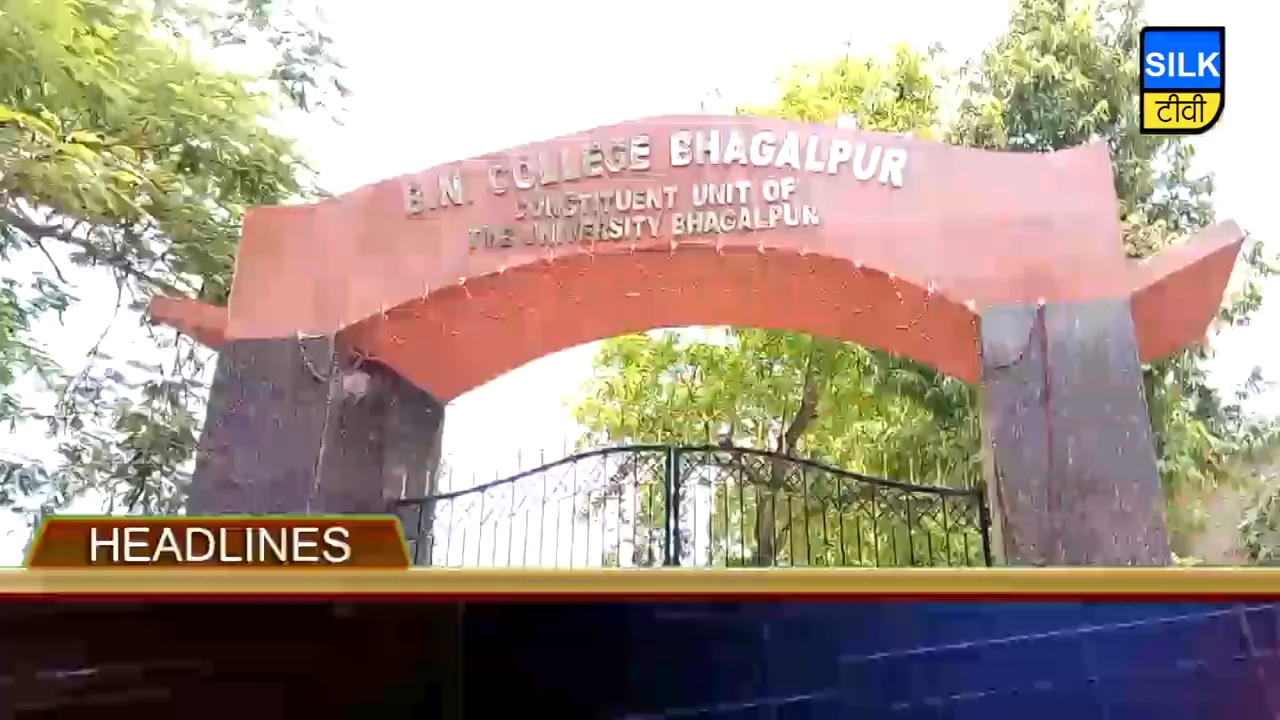 SILK
टीवी
B.N. COLLEGE BHAGALPUR
CONSTITUENT UNIT OF
UNIVERSITY BHAGALPUR
HEADLINES